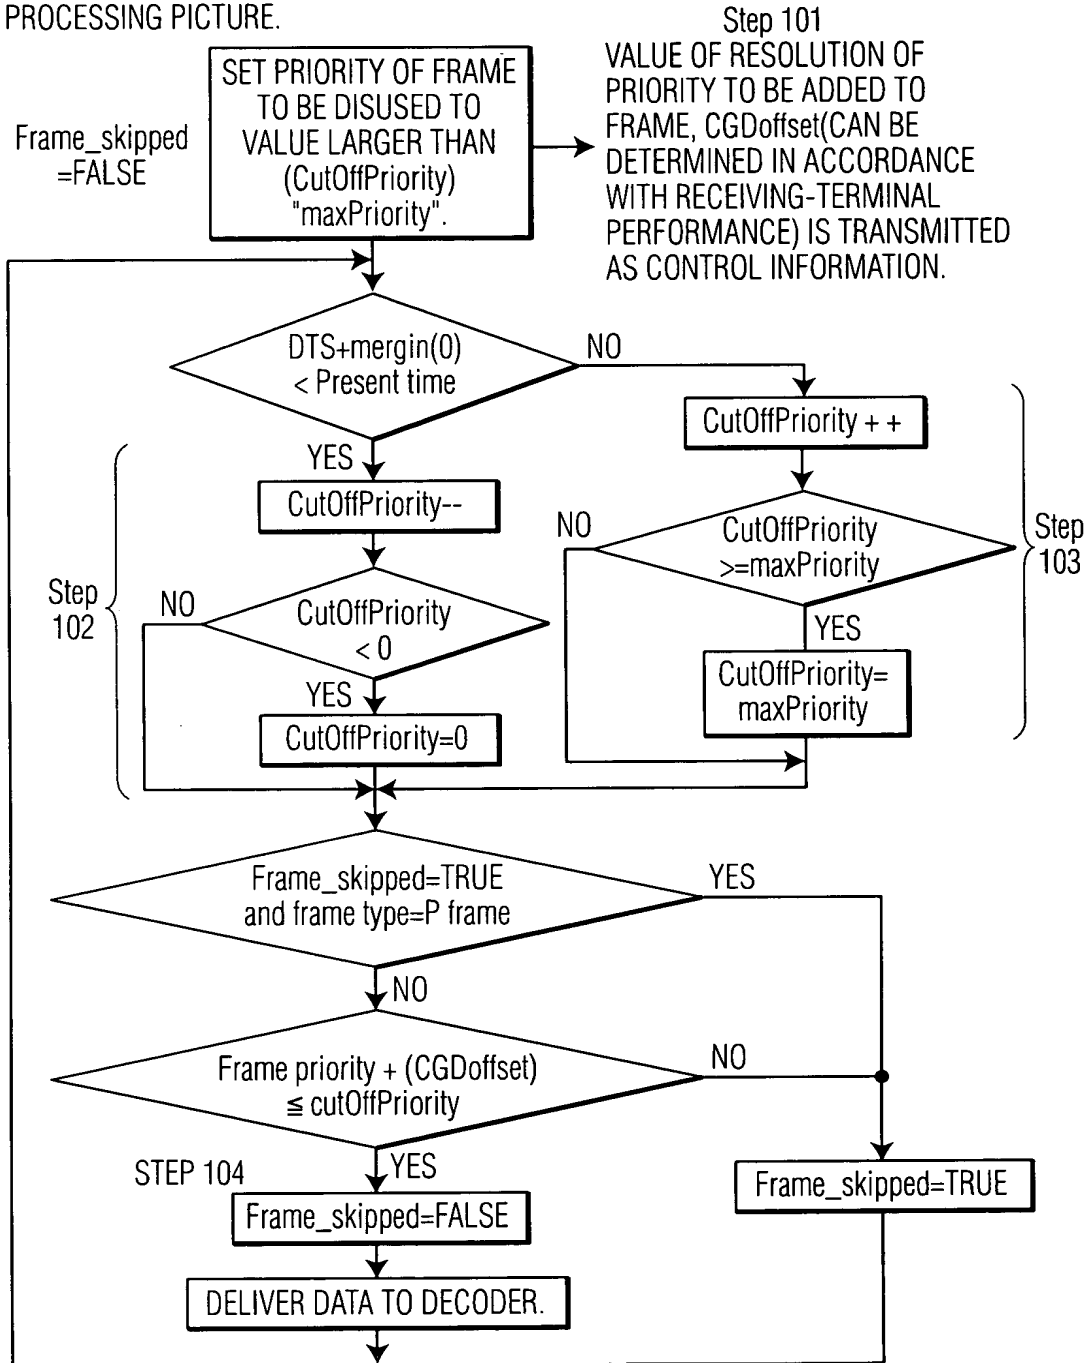 PROCESSING PICTURE.
Frame_skipped
=FALSE
SET PRIORITY OF FRAME
TO BE DISUSED TO
VALUE LARGER THAN
(CutOffPriority)
"maxPriority".
Step 101
VALUE OF RESOLUTION OF
PRIORITY TO BE ADDED TO
FRAME, CGDoffset(CAN BE
DETERMINED IN ACCORDANCE
WITH RECEIVING-TERMINAL
PERFORMANCE) IS TRANSMITTED
AS CONTROL INFORMATION.
DTS+mergin(0)
< Present time
NO
YES
CutOffPriority + +
CutOffPriority--
CutOffPriority
>=maxPriority
NO
Step
103
Step
102
NO
CutOffPriority
< 0
YES
YES
CutOffPriority=
maxPriority
CutOffPriority=0
Frame_skipped=TRUE
and frame type=P frame
YES
NO
Frame priority + (CGDoffset)
≦ cutOffPriority
NO
YES
STEP 104
Frame_skipped=FALSE
Frame_skipped=TRUE
DELIVER DATA TO DECODER.